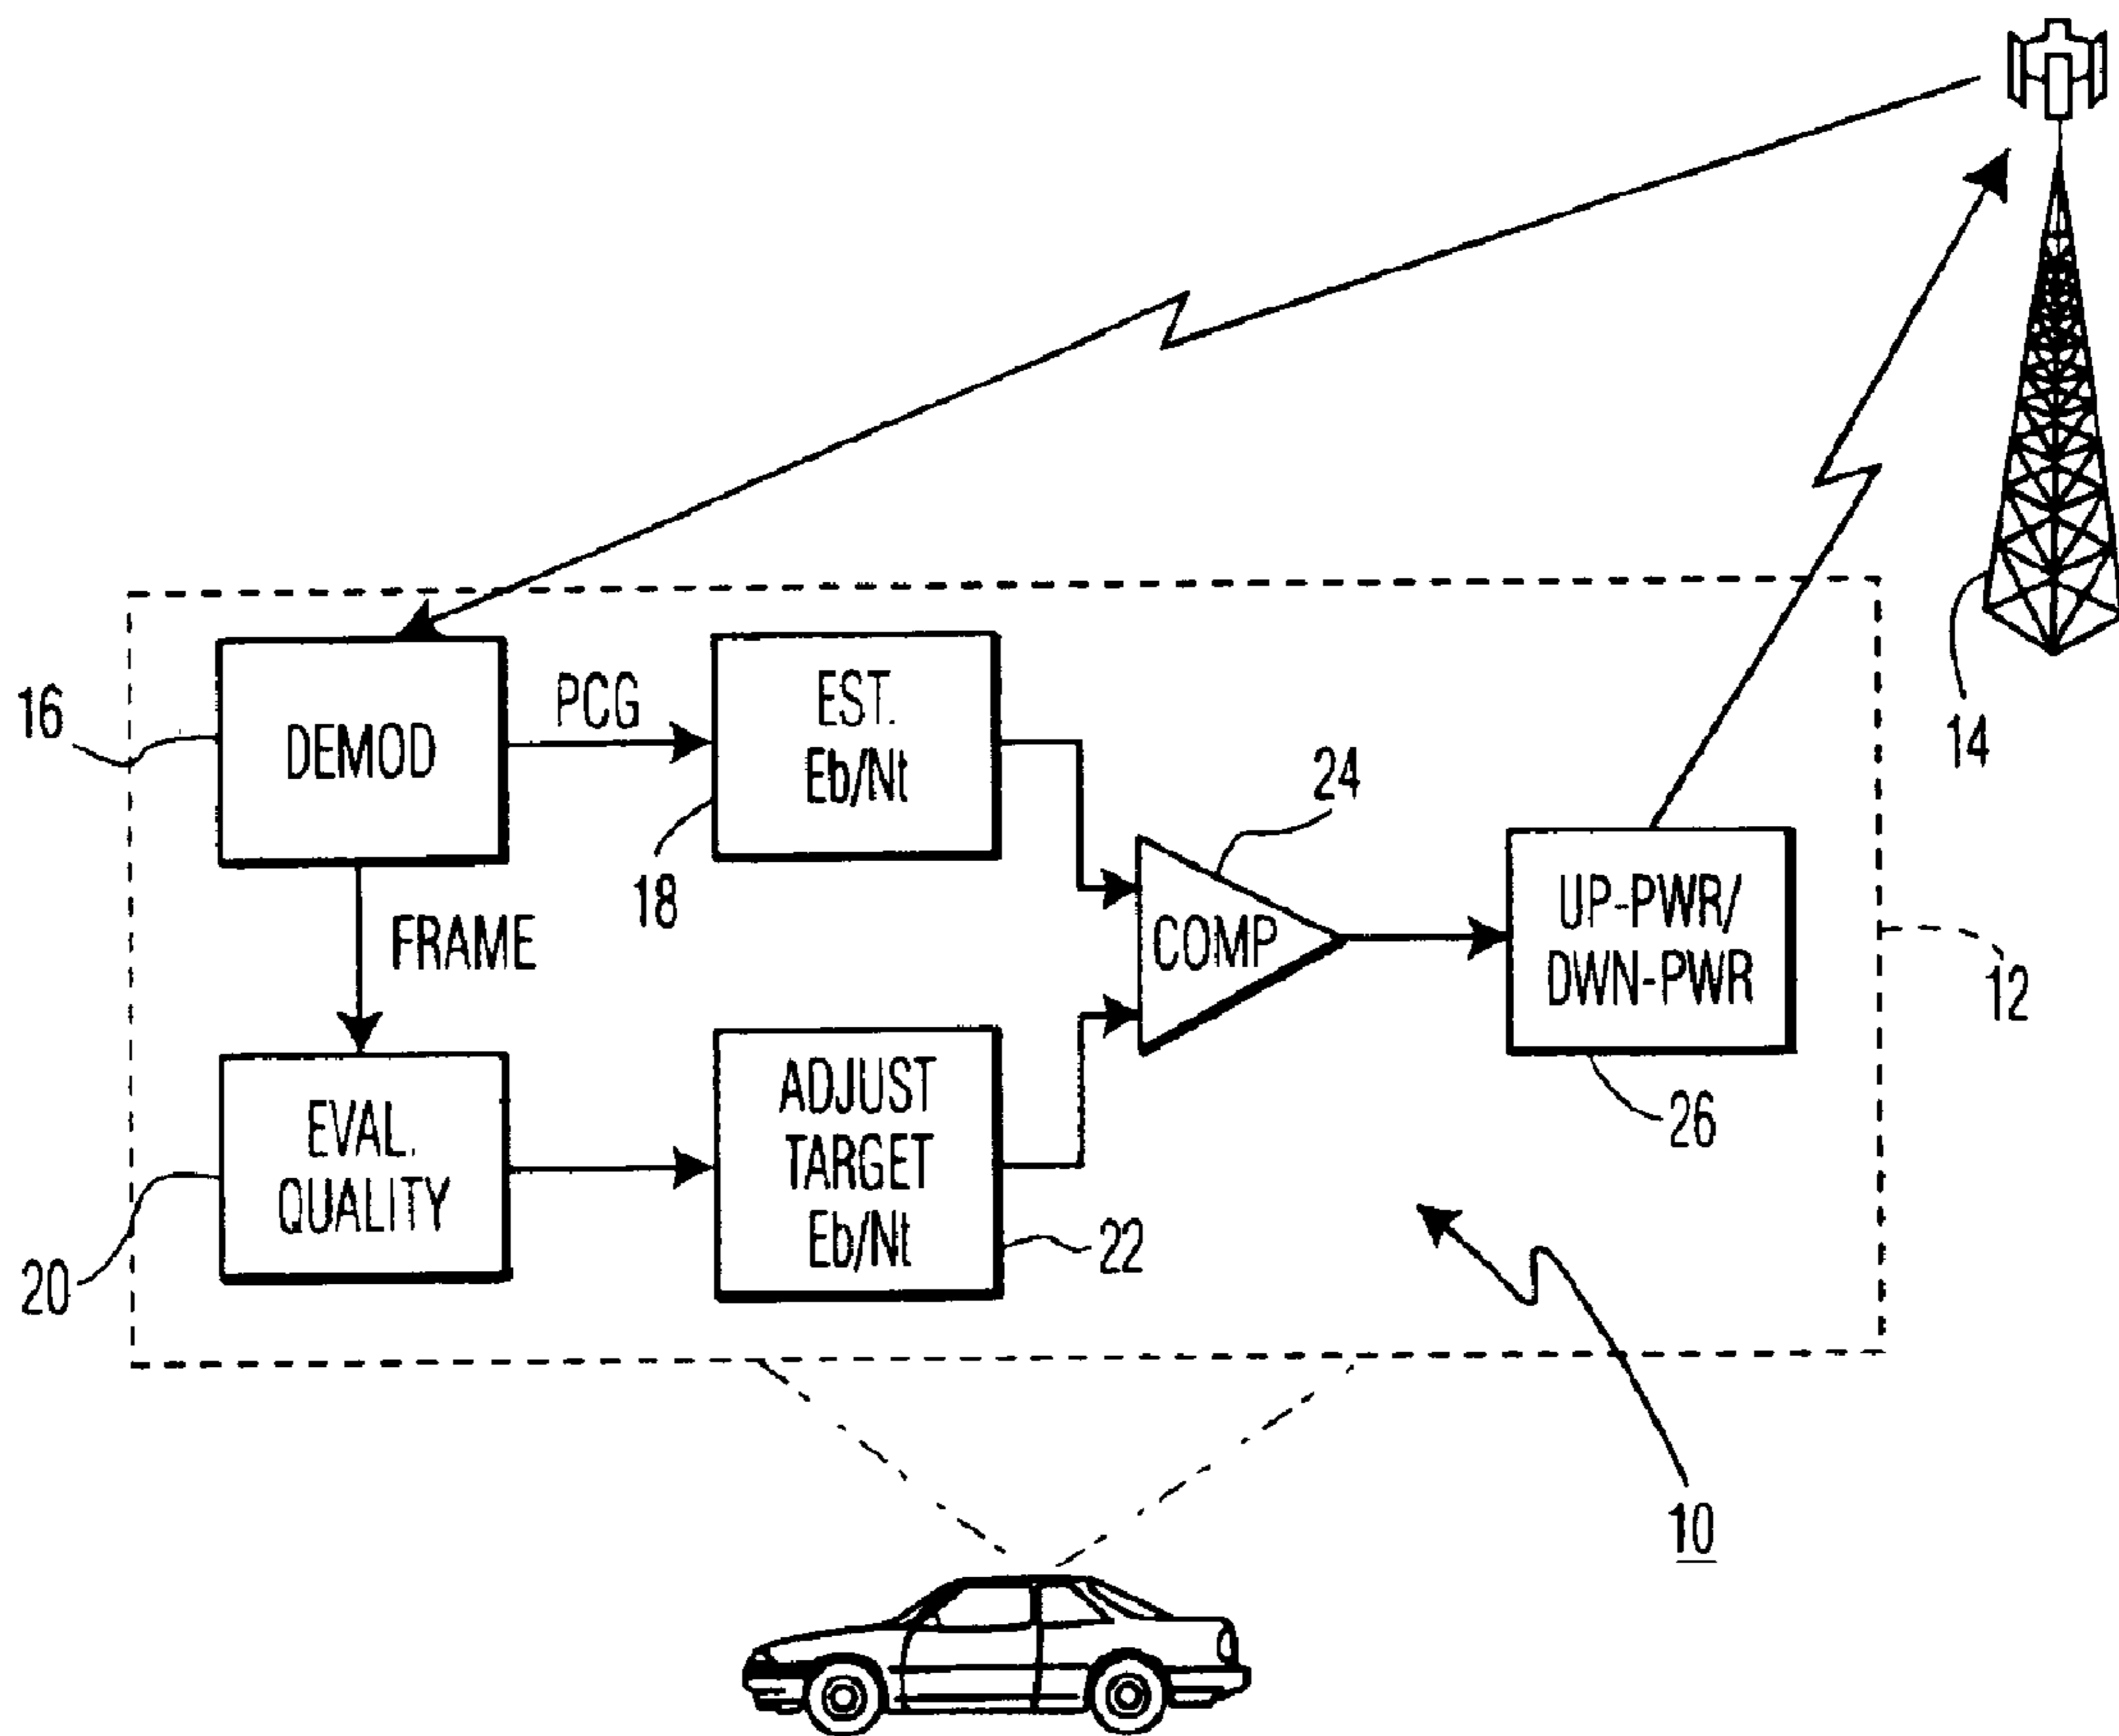 16
DEMOD
PCG
EST.
Eb/Nt
18
24
14
FRAME
COMP
UP-PWR/
DWN-PWR
12
EVAL.
QUALITY
20
ADJUST
TARGET
Eb/Nt
22
26
10